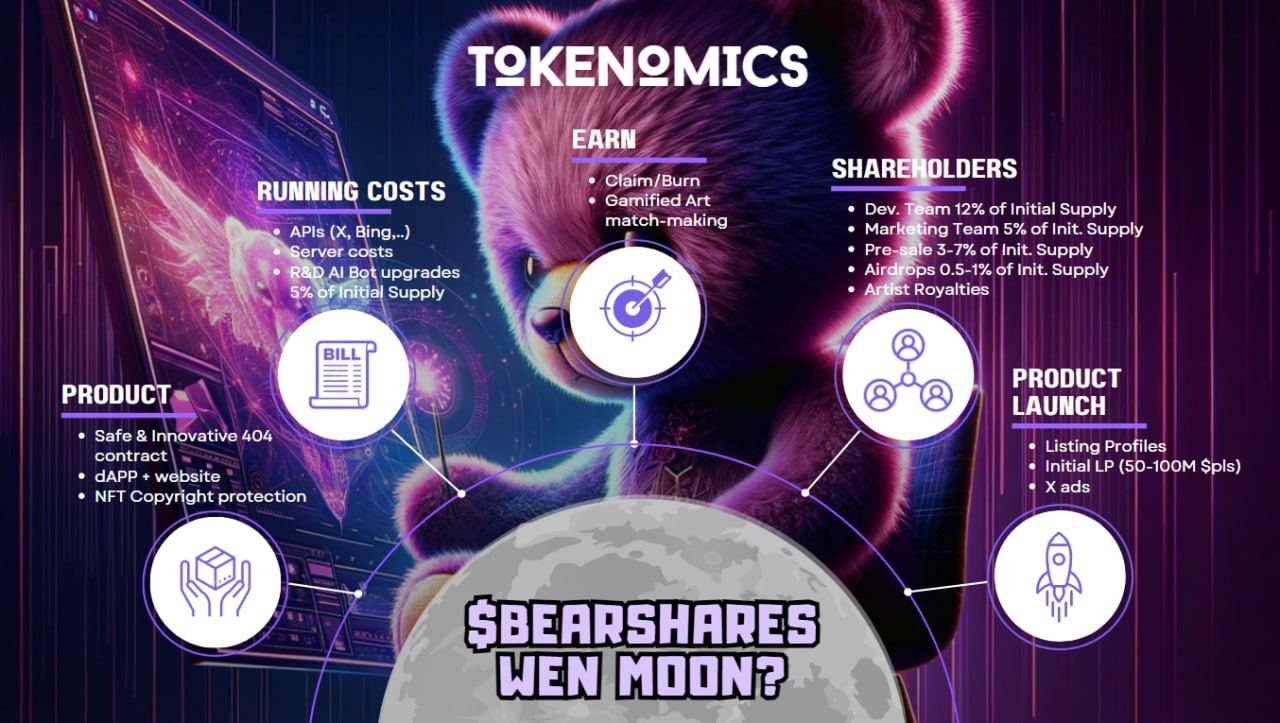 TOKENOMICS
EARN
• Claim/Burn
• Gamified Art
match-making
RUNNING COSTS
• APIs (X, Bing,..)
• Server costs
• R&D AI Bot upgrades
5% of Initial Supply
BILL
SHAREHOLDERS
• Dev. Team 12% of Initial Supply
• Marketing Team 5% of Init. Supply
• Pre-sale 3-7% of Init. Supply
• Airdrops 0.5-1% of Init. Supply
• Artist Royalties
PRODUCT
• Safe & Innovative 404
contract
• dAPP + website
• NFT Copyright protection
PRODUCT
LAUNCH
• Listing Profiles
• Initial LP (50-100M $pls)
• X ads
$BEARSHARES
WEN MOON?